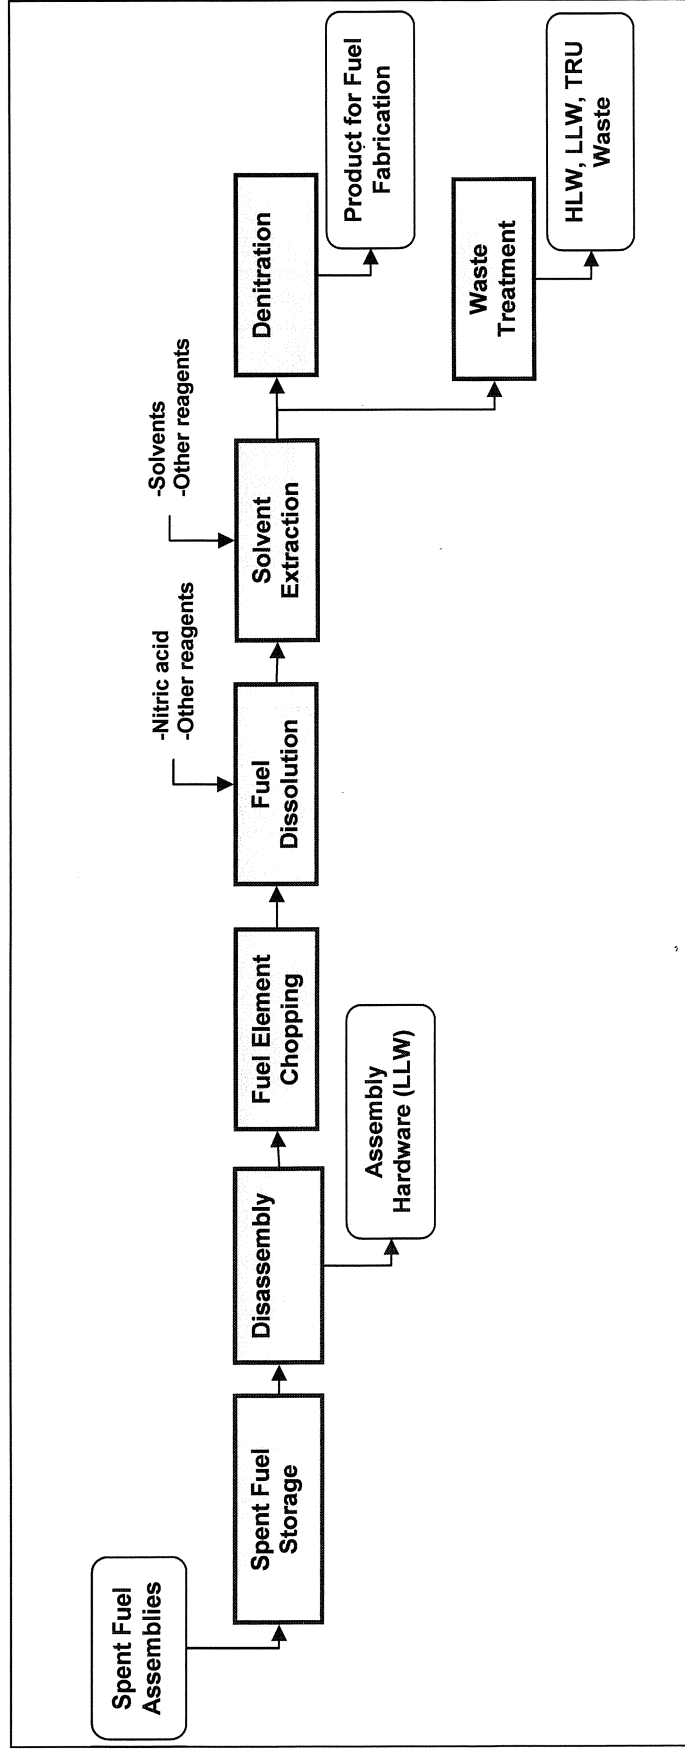 Spent Fuel
Assemblies
Spent Fuel
Storage
Disassembly
Assembly
Hardware (LLW)
Fuel Element
Chopping
-Nitric acid
-Other reagents
Fuel
Dissolution
-Solvents
-Other reagents
Solvent
Extraction
Denitration
Product for Fuel
Fabrication
Waste
Treatment
HLW, LLW, TRU
Waste